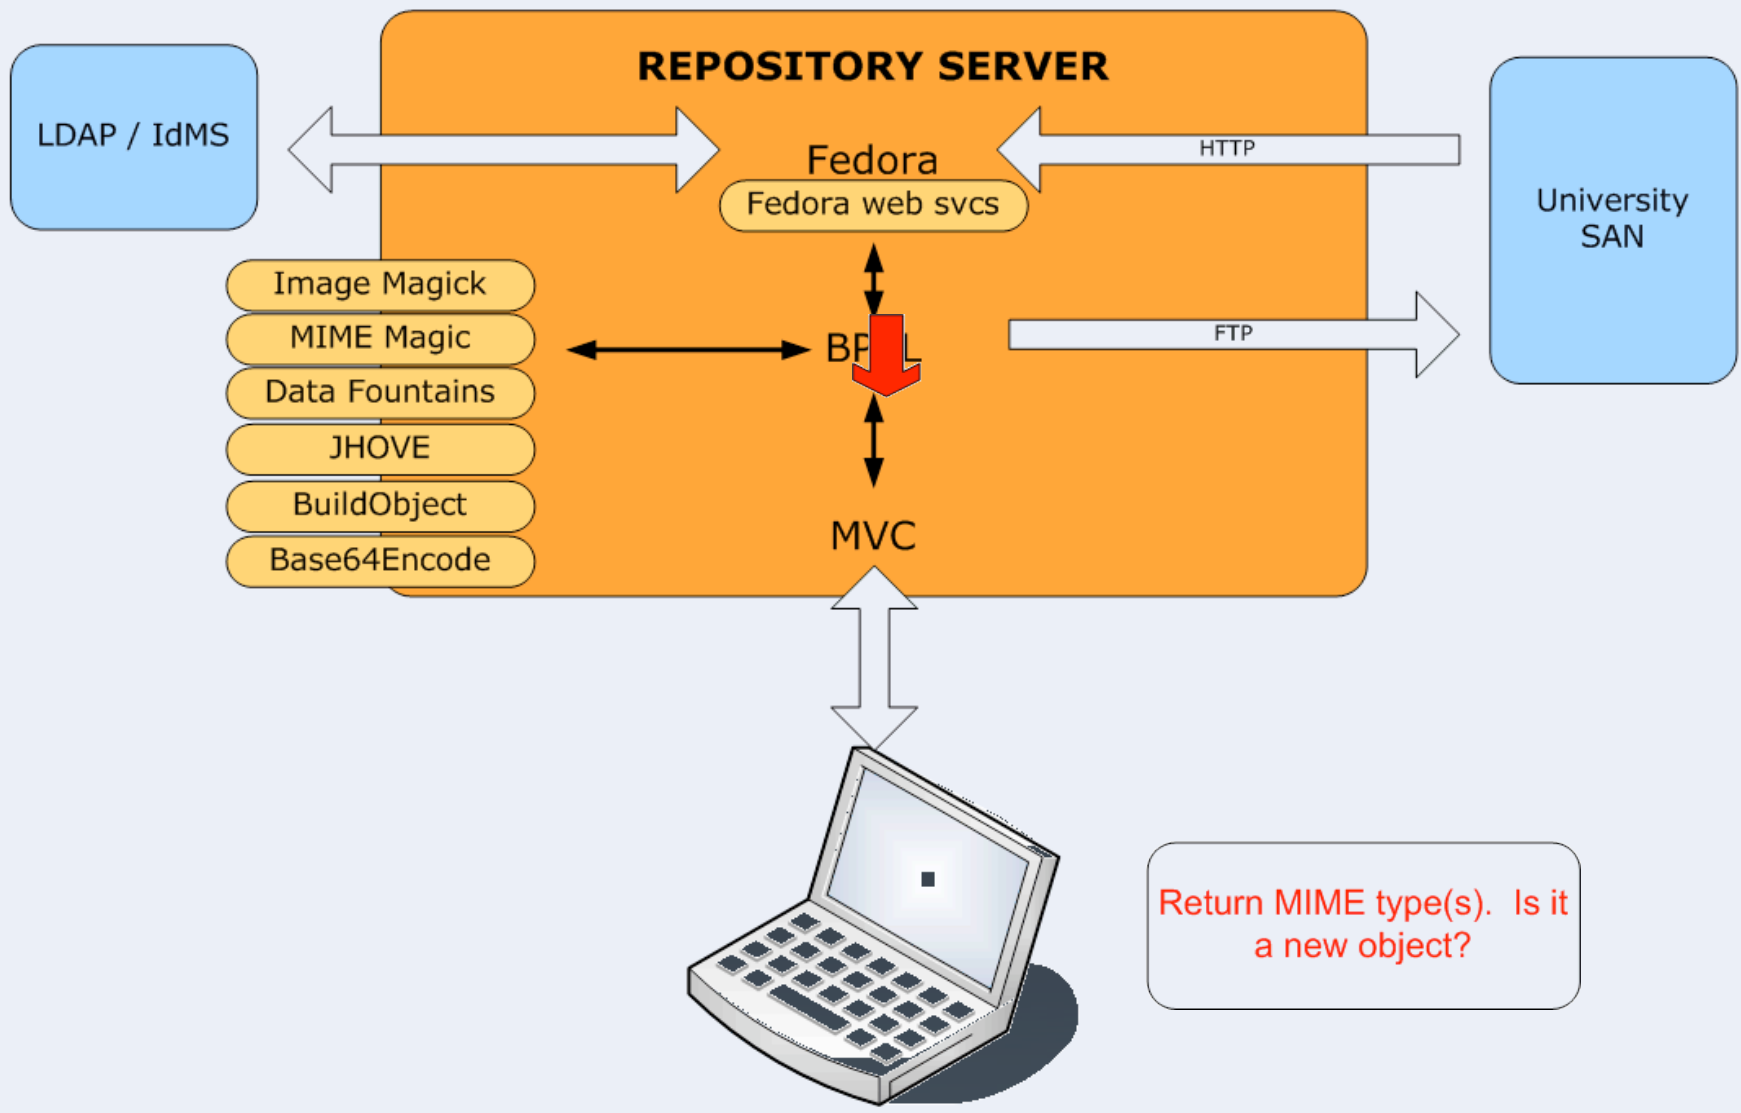 REPOSITORY SERVER
LDAP / IdMS
Fedora
HTTP
Fedora web svcs
University
SAN
Image Magick
MIME Magic
FTP
Data Fountains
JHOVE
BuildObject
MVC
Base64Encode
Return MIME type(s). Is it
a new object?